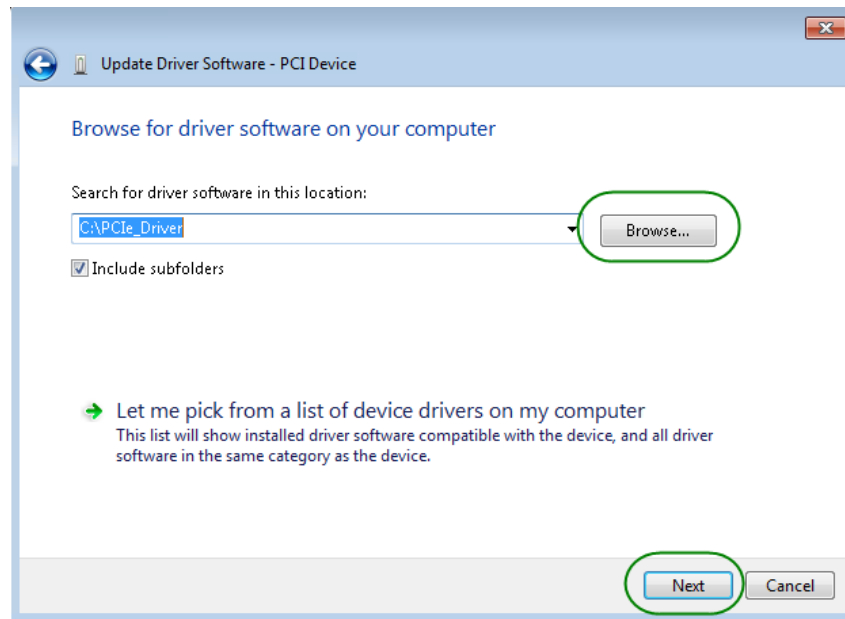 Update Driver Software - PCI Device
Browse for driver software on your computer
Search for driver software in this location:
C:\PCIe_Driver
Browse...
Include subfolders
Let me pick from a list of device drivers on my computer
This list will show installed driver software compatible with the device, and all driver
software in the same category as the device.
Next
Cancel